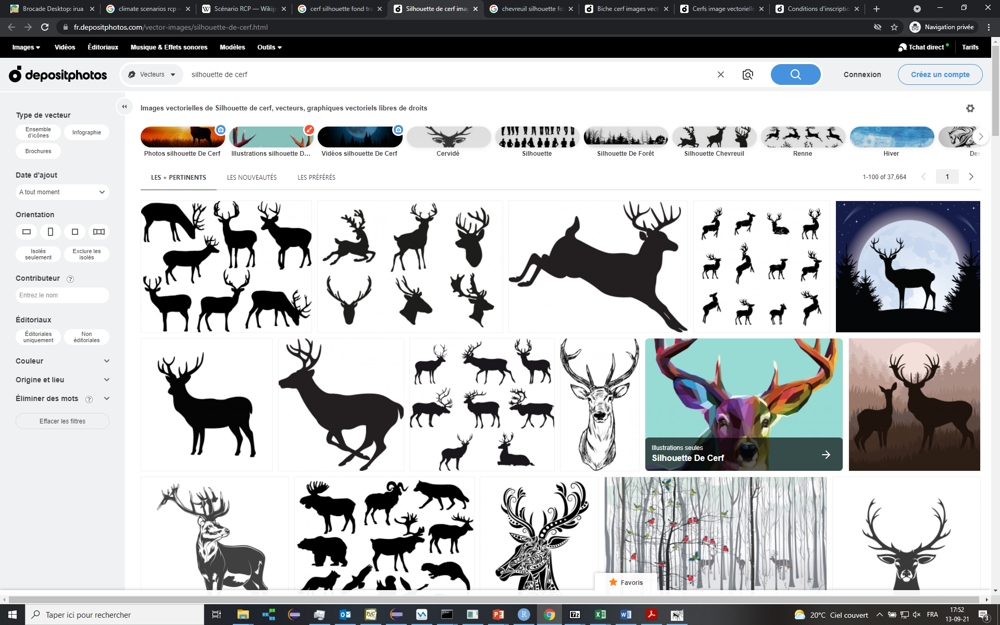 Brocade Desktop: irua
climate scenarios rcp
Scénario RCP — Wikip
cerf silhouette fond tra
Silhouette de cerf imag
chevreuil silhouette fo
Biche cerf images vect
Cerfs image vectorielle
Conditions d'inscriptio
fr.depositphotos.com/vector-images/silhouette-de-cerf.html
Navigation privée
Images
Vidéos
Éditoriaux
Musique & Effets sonores
Modèles
Outils
Tchat direct
Tarifs
depositphotos
Vecteurs
silhouette de cerf
Connexion
Créez un compte
Type de vecteur
Ensemble
d'icônes
Infographie
Brochures
Date d'ajout
A tout moment
Orientation
Isolés
seulement
Exclure les
isolés
Contributeur ?
Entrez le nom
Éditoriaux
Éditoriales
uniquement
Non
éditoriales
Couleur
Origine et lieu
Éliminer des mots ?
Effacer les filtres
Images vectorielles de Silhouette de cerf, vecteurs, graphiques vectoriels libres de droits
Photos silhouette De Cerf
Illustrations silhouette D...
Vidéos silhouette De Cerf
Cervidé
Silhouette
Silhouette De Forêt
Silhouette Chevreuil
Renne
Hiver
Des
LES + PERTINENTS
LES NOUVEAUTÉS
LES PRÉFÉRÉS
1-100 of 37,664
1
Illustrations seules
Silhouette De Cerf
Favoris
Taper ici pour rechercher
20°C Ciel couvert
FRA
17:52
13-09-21
3